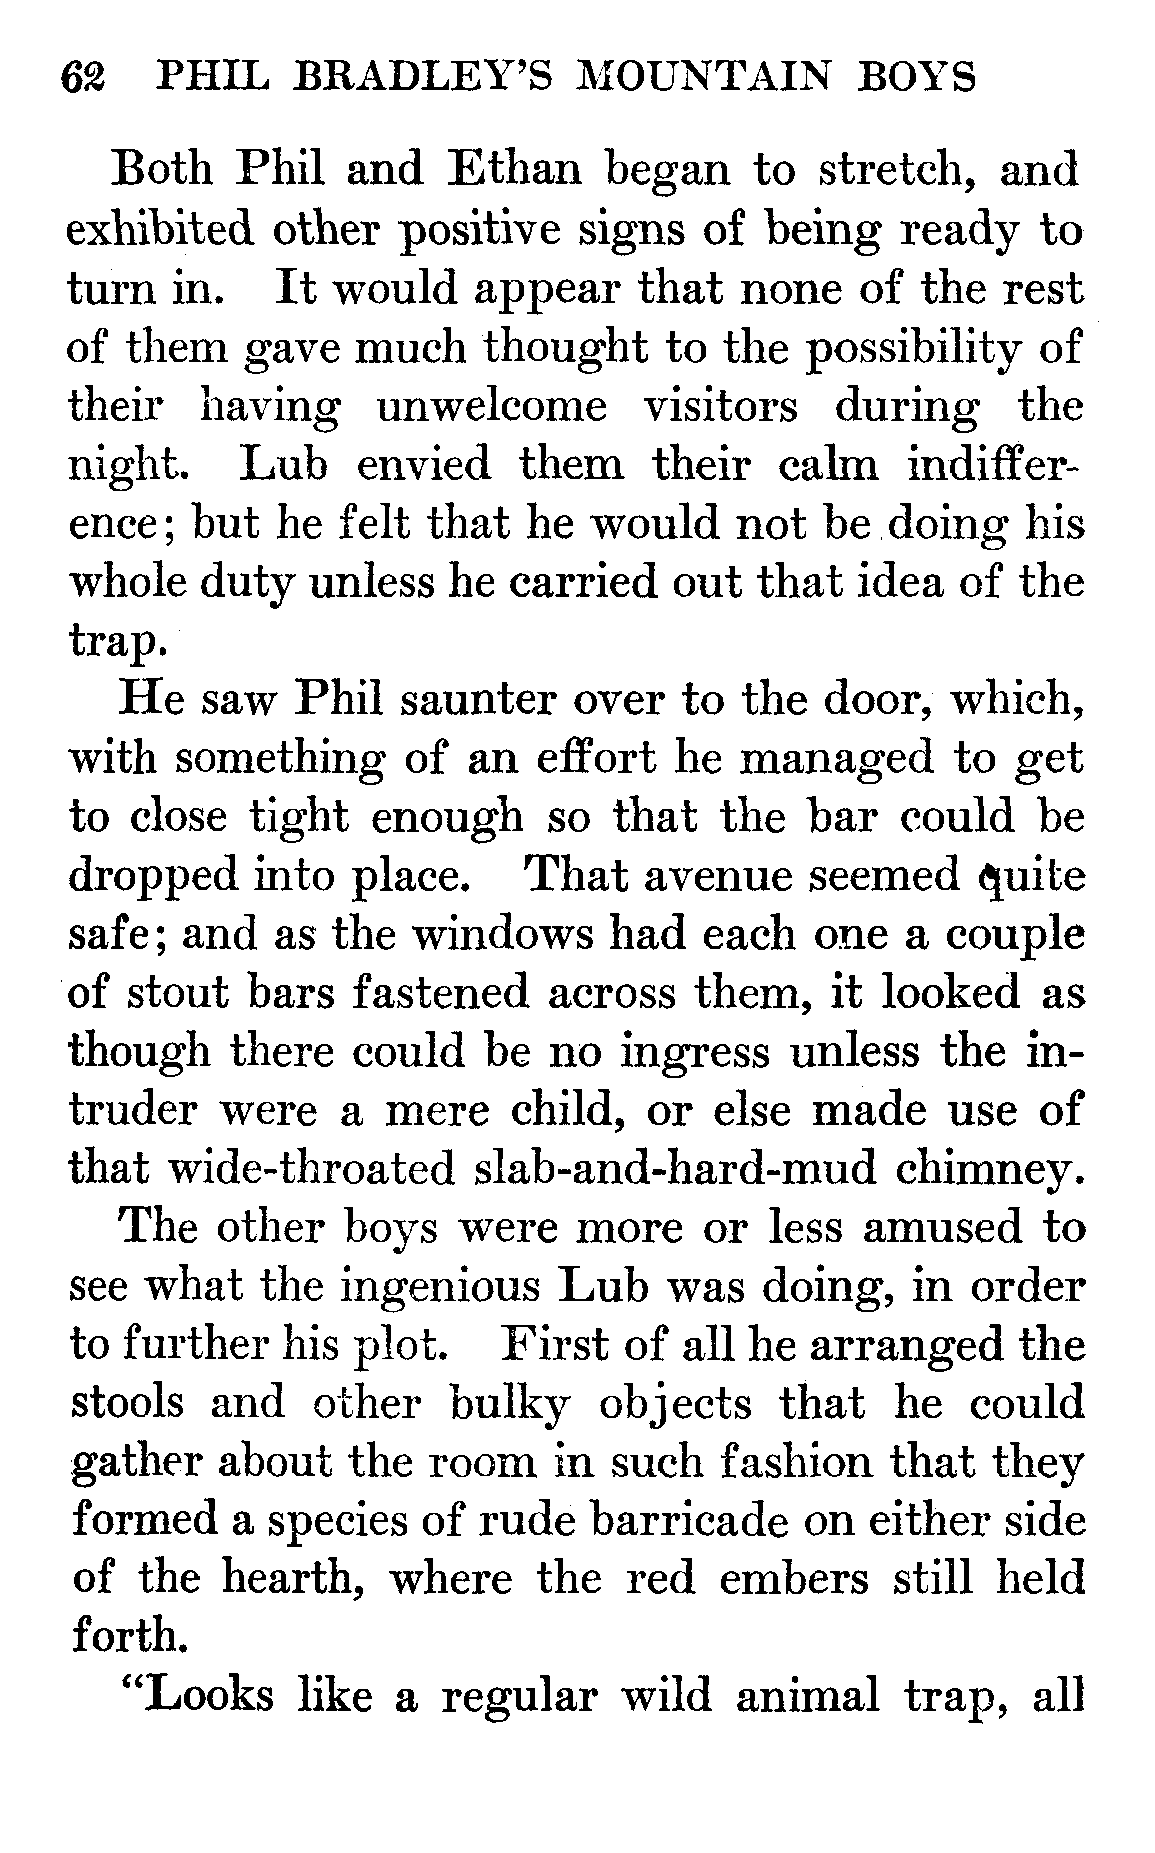 62 PHIL BRADLEY'S MOUNTAIN BOYS
Both Phil and Ethan began to stretch, and
exhibited other positive signs of being ready to
turn in. It would appear that none of the rest
of them gave much thought to the possibility of
their having unwelcome visitors during the
night. Lub envied them their calm indiffer-
ence; but he felt that he would not be doing his
whole duty unless he carried out that idea of the
trap.
He saw Phil saunter over to the door, which,
with something of an effort he managed to get
to close tight enough so that the bar could be
dropped into place. That avenue seemed quite
safe; and as the windows had each one a couple
of stout bars fastened across them, it looked as
though there could be no ingress unless the in-
truder were a mere child, or else made use of
that wide-throated slab-and-hard-mud chimney.
The other boys were more or less amused to
see what the ingenious Lub was doing, in order
to further his plot. First of all he arranged the
stools and other bulky objects that he could
gather about the room in such fashion that they
formed a species of rude barricade on either side
of the hearth, where the red embers still held
forth.
"Looks like a regular wild animal trap, all